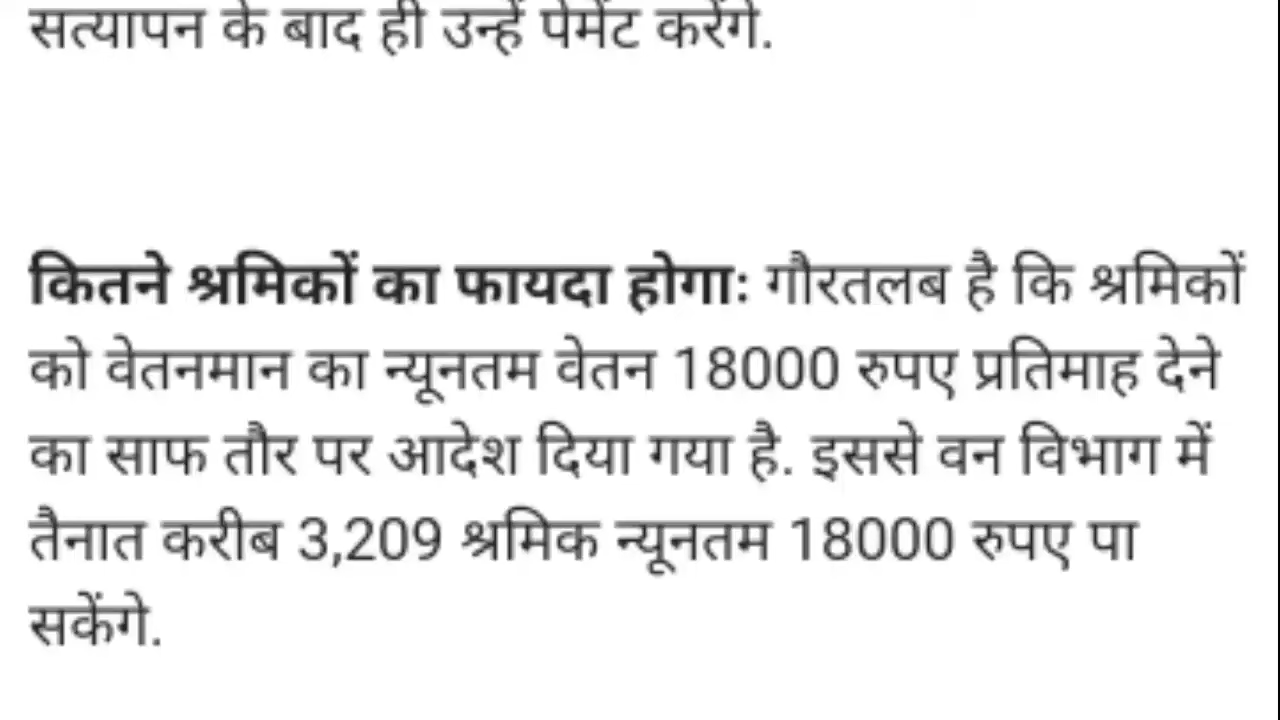 सत्यापन के बाद ही उन्हें पेमेंट करेंगे.
कितने श्रमिकों का फायदा होगा: गौरतलब है कि श्रमिकों
को वेतनमान का न्यूनतम वेतन 18000 रुपए प्रतिमाह देने
का साफ तौर पर आदेश दिया गया है. इससे वन विभाग में
तैनात करीब 3,209 श्रमिक न्यूनतम 18000 रुपए पा
सकेंगे.